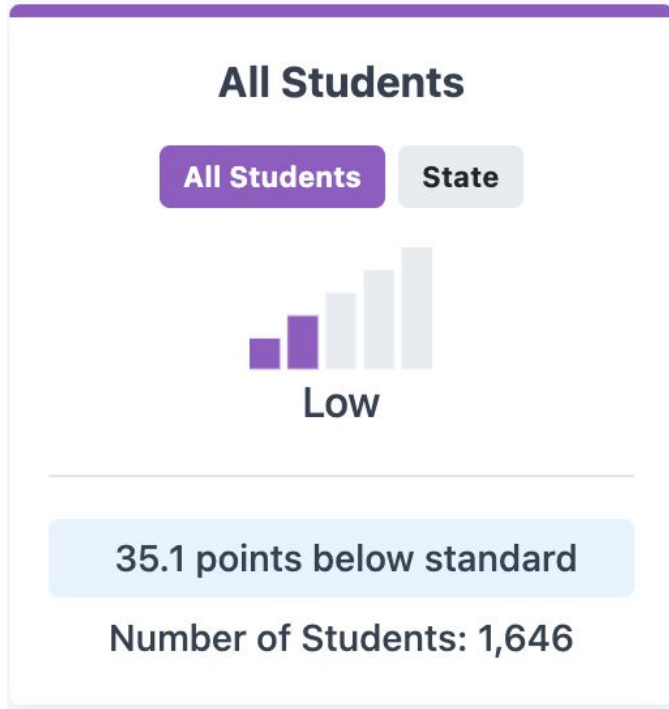 All Students
All Students State
Low
35.1 points below standard
Number of Students: 1,646